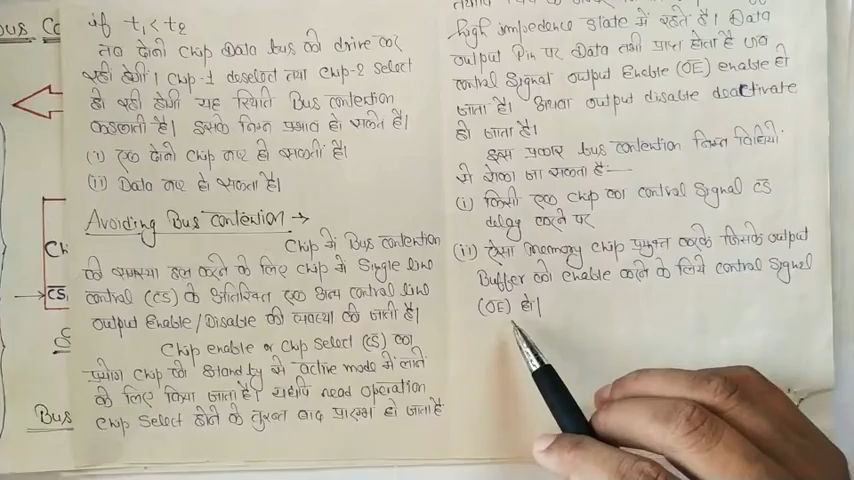 Bus Co
if t₁ < t₂
तब दोनों chip Data bus को drive कर
रही होंगी। chip-1 deselect तथा chip-2 select
हो रही होगी यह स्थिति Bus contention
कहलाती है। इसके निम्न प्रभाव हो सकते हैं।
(i) एक दोनों chip नष्ट हो सकती है।
(ii) Data नष्ट हो सकता है।
Avoiding Bus contention →
Chip में Bus contention
की समस्या हल करने के लिए chip में Single line
control (CS) के अतिरिक्त एक अन्य control line
output Enable/Disable की व्यवस्था की जाती है।
Chip enable or chip select (C̅S̅) का
प्रयोग chip को standby से active mode में लाने
के लिए किया जाता है। यद्यपि read operation
chip select होने के तुरन्त बाद प्रारम्भ हो जाता है
Ch
C̅S̅
Bus
high impedence state में रहते हैं। Data
output Pin पर Data तभी प्राप्त होता है जब
control signal output Enable (O̅E̅) enable हो
जाता है। अथवा output disable deactivate
हो जाता है।
इस प्रकार bus contention निम्न विधियों
से रोका जा सकता है:—
(i) किसी एक chip का control signal C̅S̅
delay करने पर
(ii) ऐसा memory chip प्रयुक्त करके जिसके output
Buffer को enable करने के लिये control signal
(O̅E̅) हो।